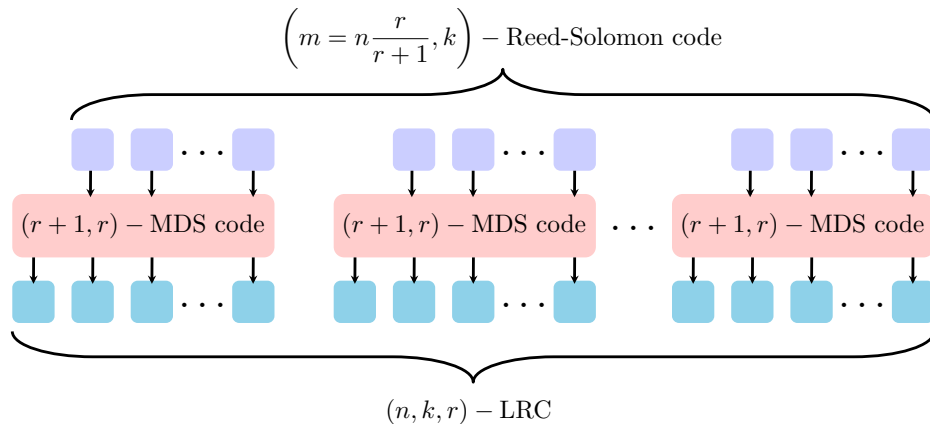 (m = n r/(r + 1), k) – Reed-Solomon code
(r + 1, r) – MDS code (r + 1, r) – MDS code . . . (r + 1, r) – MDS code
(n, k, r) – LRC